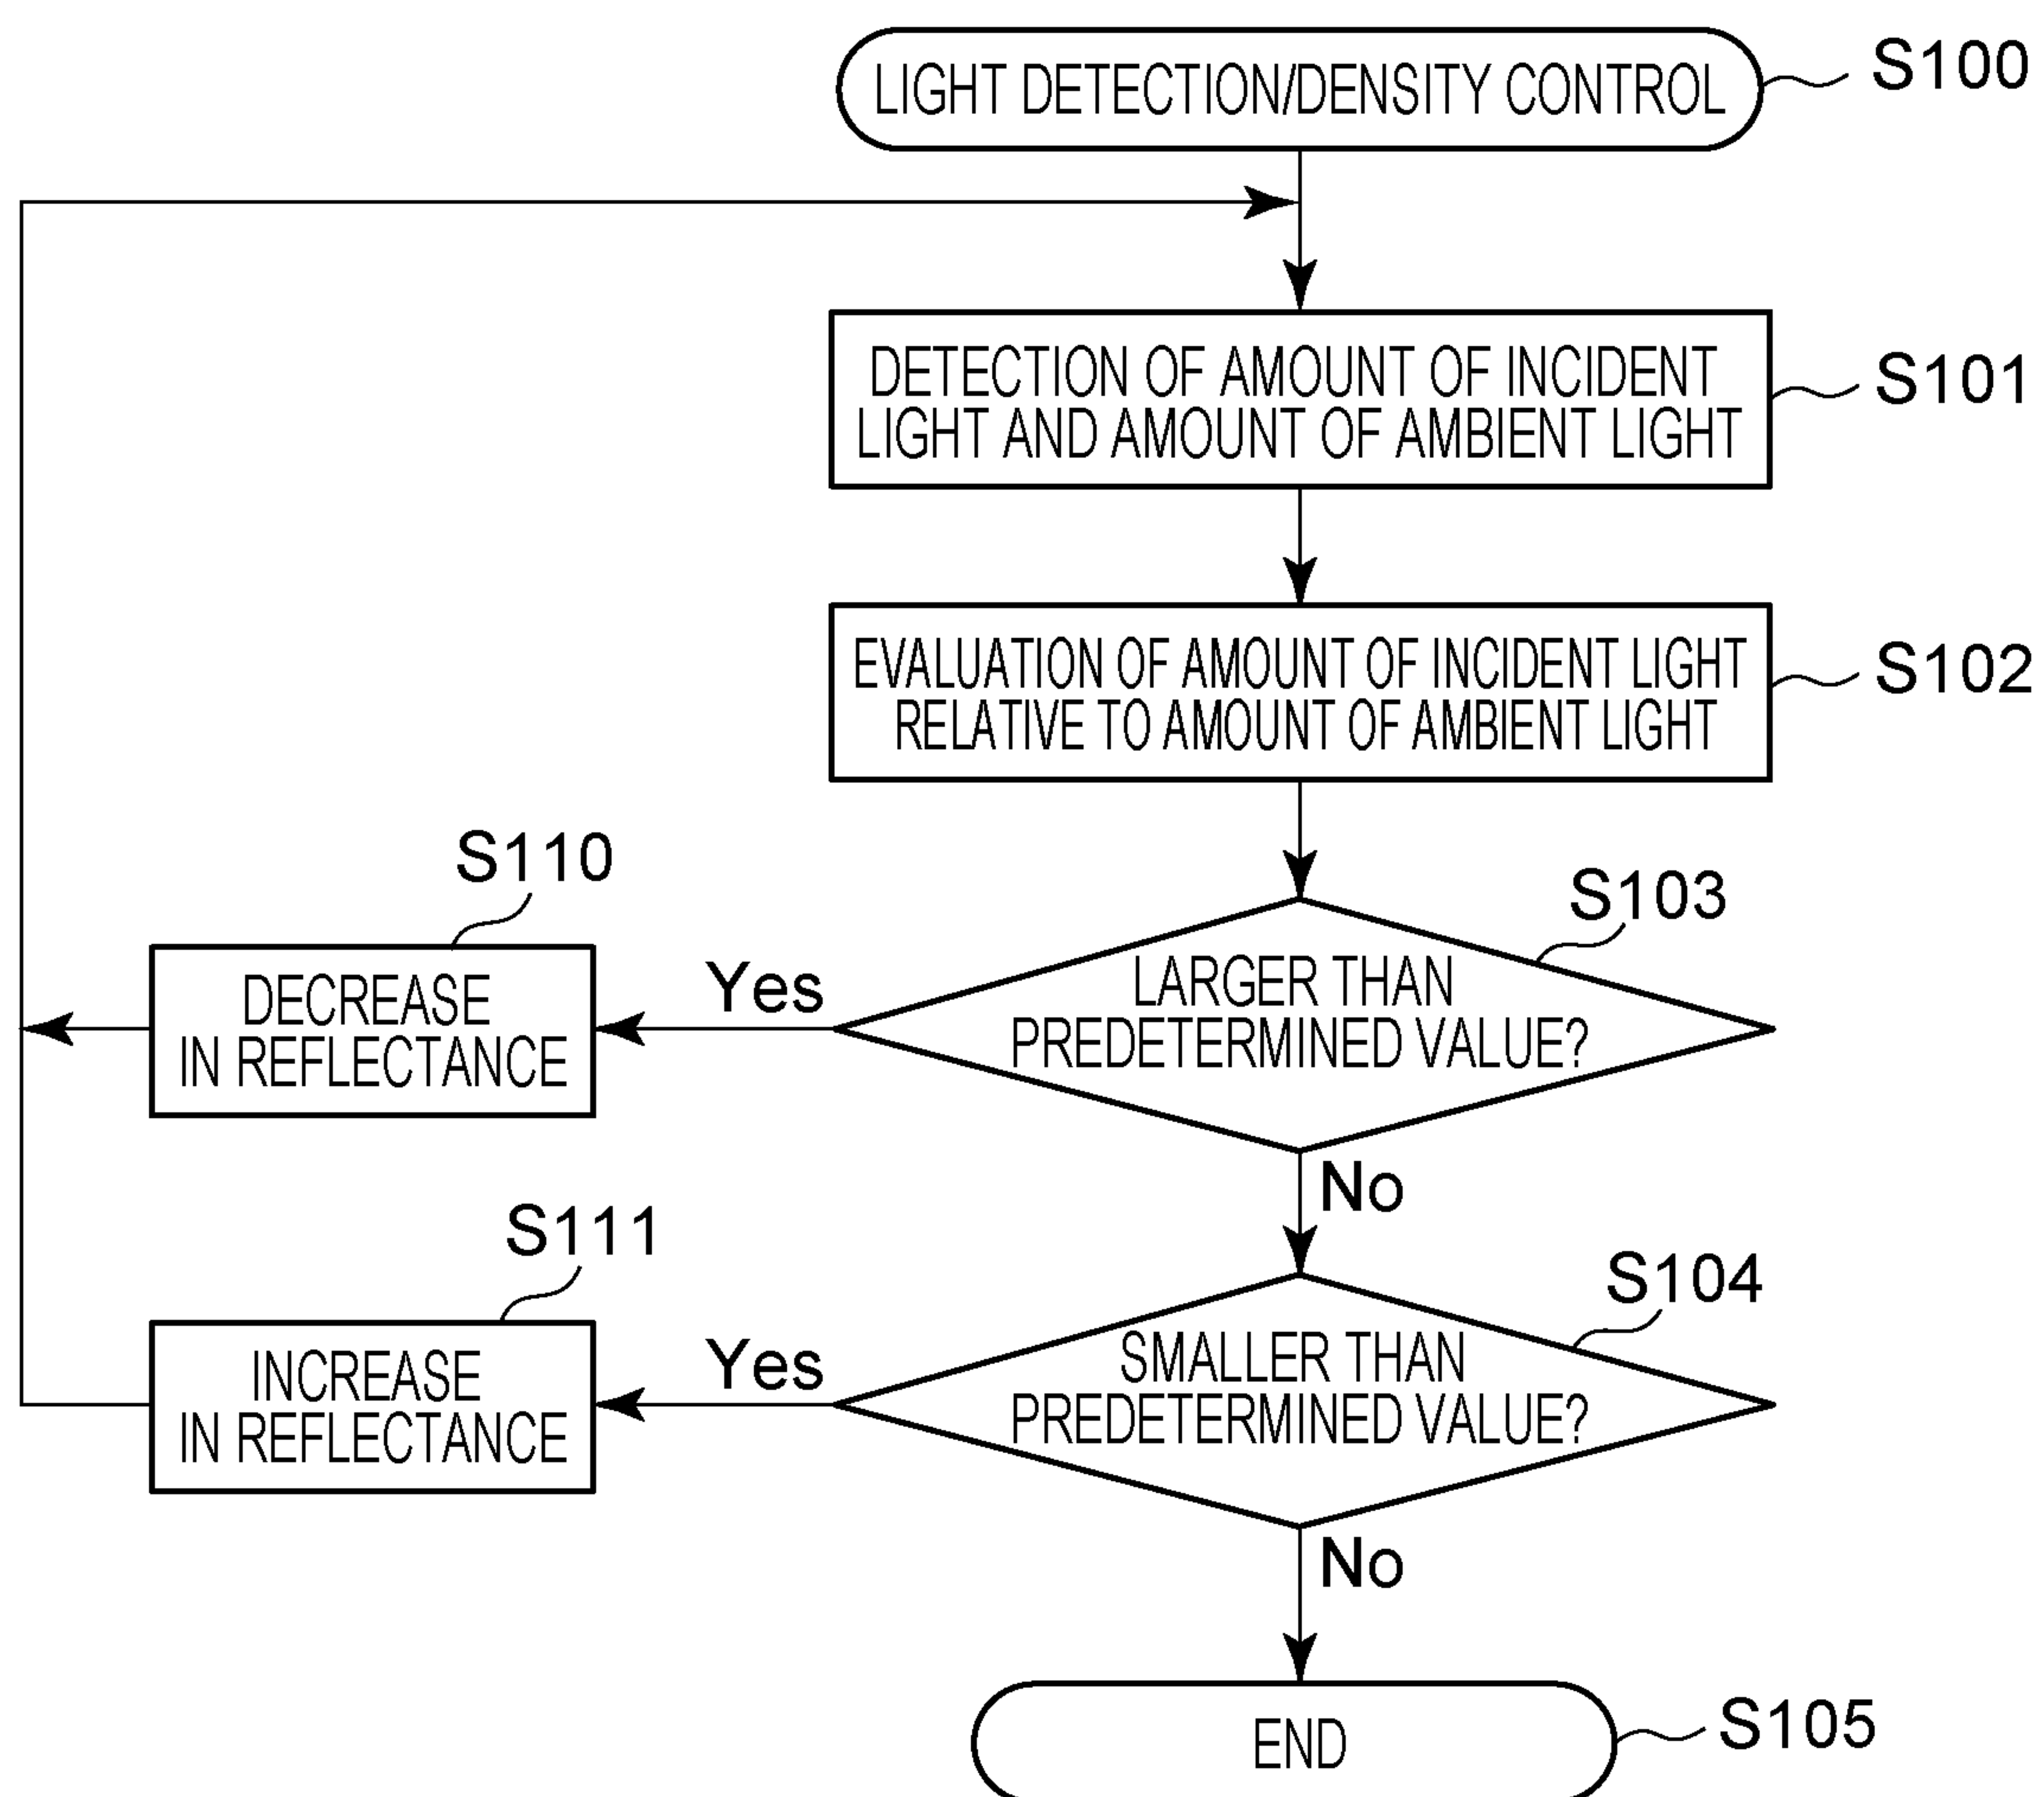 LIGHT DETECTION/DENSITY CONTROL
S100
DETECTION OF AMOUNT OF INCIDENT
LIGHT AND AMOUNT OF AMBIENT LIGHT
S101
EVALUATION OF AMOUNT OF INCIDENT LIGHT
RELATIVE TO AMOUNT OF AMBIENT LIGHT
S102
S103
LARGER THAN
PREDETERMINED VALUE?
Yes
S110
DECREASE
IN REFLECTANCE
No
S104
SMALLER THAN
PREDETERMINED VALUE?
Yes
S111
INCREASE
IN REFLECTANCE
No
END
S105